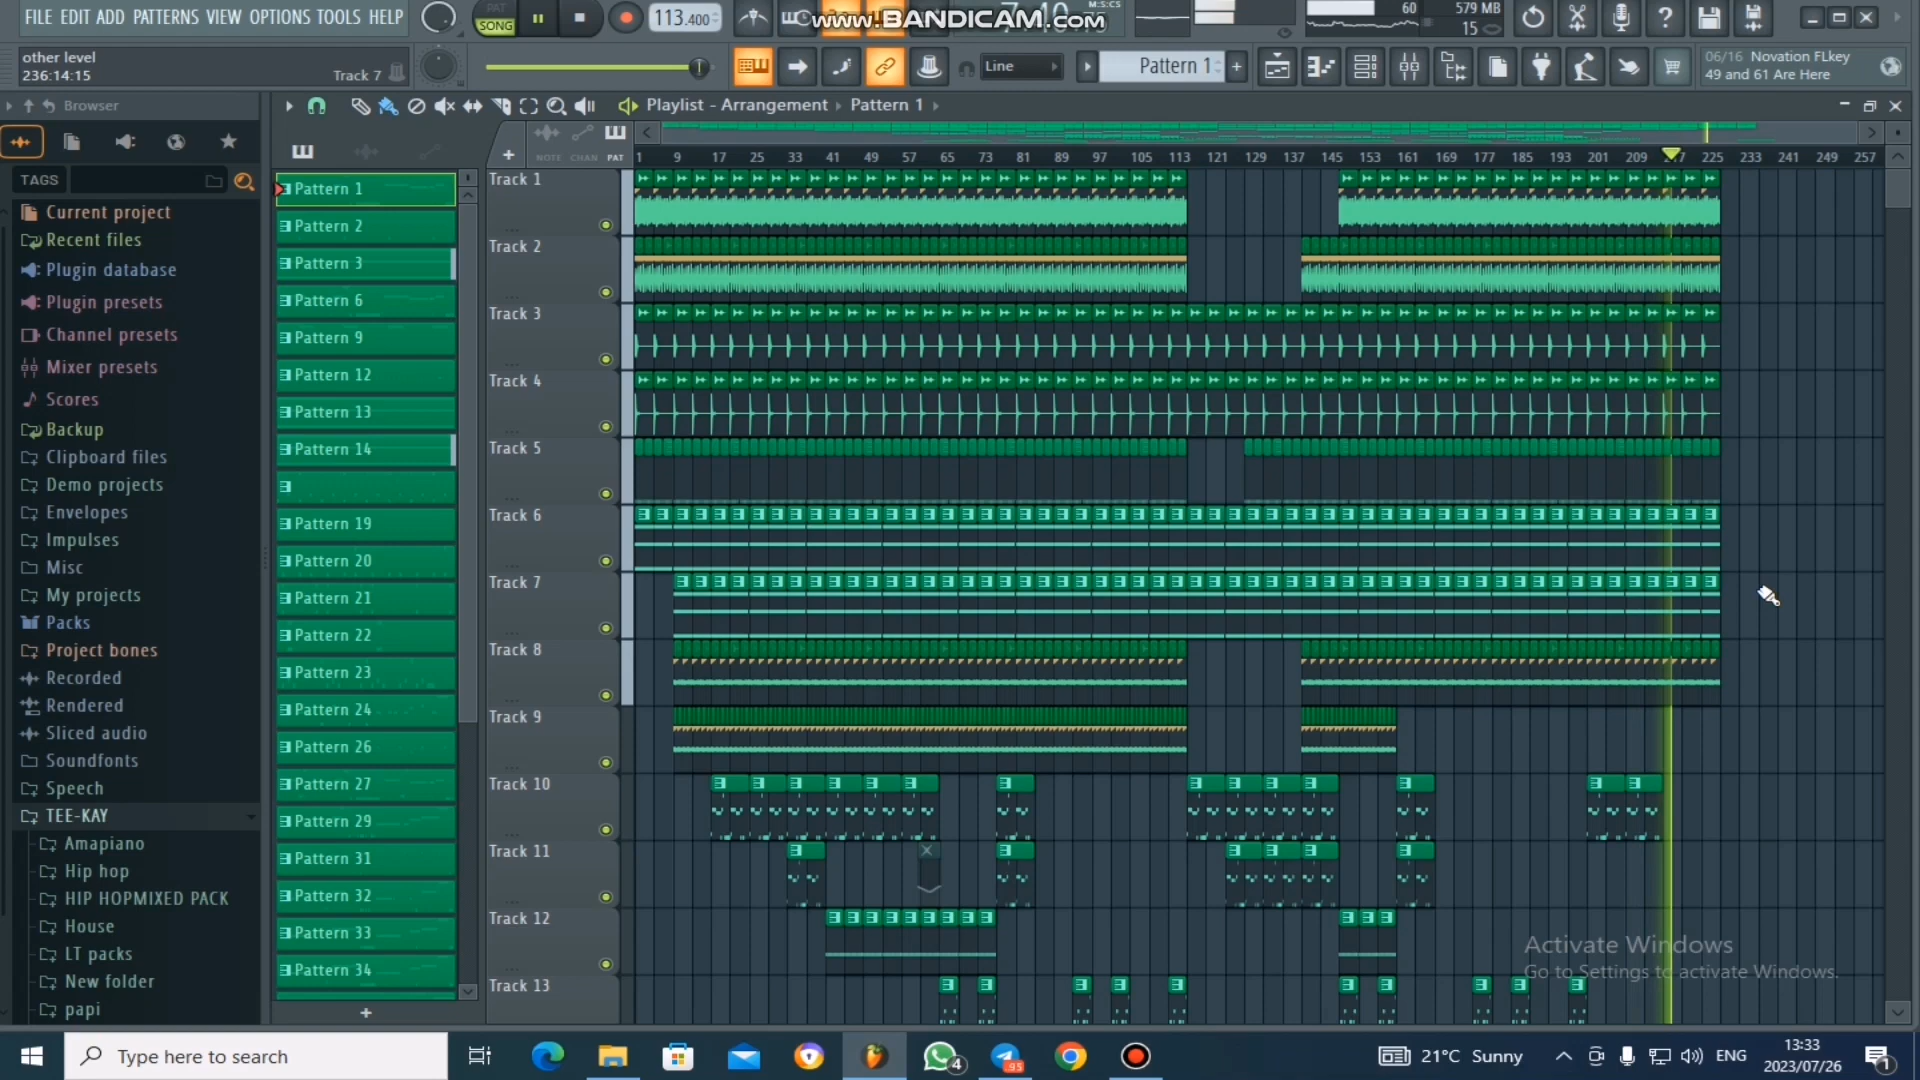 FILE EDIT ADD PATTERNS VIEW OPTIONS TOOLS HELP
PAT
SONG
113.400
www.BANDICAM.com
M:S:CS
60
579 MB
15
other level
236:14:15
Track 7
Line
Pattern 1
06/16 Novation FLkey
49 and 61 Are Here
Browser
Playlist - Arrangement › Pattern 1 ›
TAGS
NOTE CHAN PAT
1 9 17 25 33 41 49 57 65 73 81 89 97 105 113 121 129 137 145 153 161 169 177 185 193 201 209 225 233 241 249 257
Current project
Recent files
Plugin database
Plugin presets
Channel presets
Mixer presets
Scores
Backup
Clipboard files
Demo projects
Envelopes
Impulses
Misc
My projects
Packs
Project bones
Recorded
Rendered
Sliced audio
Soundfonts
Speech
TEE-KAY
Amapiano
Hip hop
HIP HOPMIXED PACK
House
LT packs
New folder
papi
Pattern 1
Pattern 2
Pattern 3
Pattern 6
Pattern 9
Pattern 12
Pattern 13
Pattern 14
Pattern 19
Pattern 20
Pattern 21
Pattern 22
Pattern 23
Pattern 24
Pattern 26
Pattern 27
Pattern 29
Pattern 31
Pattern 32
Pattern 33
Pattern 34
Track 1
Track 2
Track 3
Track 4
Track 5
Track 6
Track 7
Track 8
Track 9
Track 10
Track 11
Track 12
Track 13
Activate Windows
Go to Settings to activate Windows.
Type here to search
4
95
21°C Sunny
ENG
13:33
2023/07/26
1